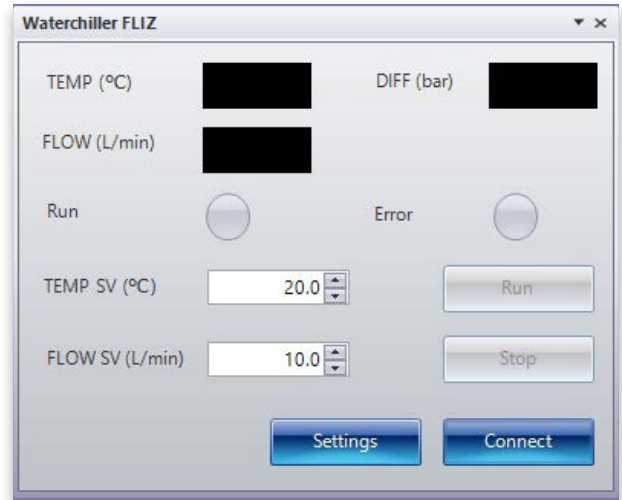 Waterchiller FLIZ
TEMP (ºC) DIFF (bar)
FLOW (L/min)
Run Error
TEMP SV (ºC) 20.0 Run
FLOW SV (L/min) 10.0 Stop
Settings Connect